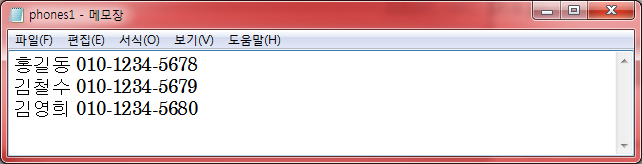 phones1 - 메모장
파일(F) 편집(E) 서식(O) 보기(V) 도움말(H)
홍길동 010-1234-5678
김철수 010-1234-5679
김영희 010-1234-5680